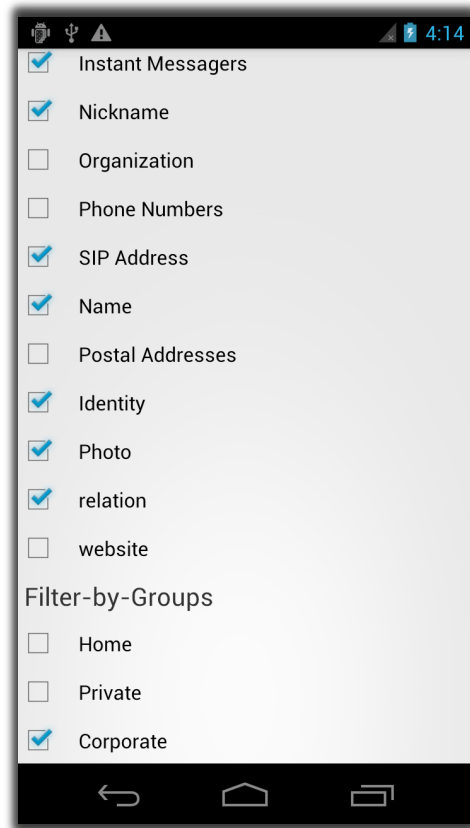 4:14
Instant Messagers
Nickname
Organization
Phone Numbers
SIP Address
Name
Postal Addresses
Identity
Photo
relation
website
Filter-by-Groups
Home
Private
Corporate